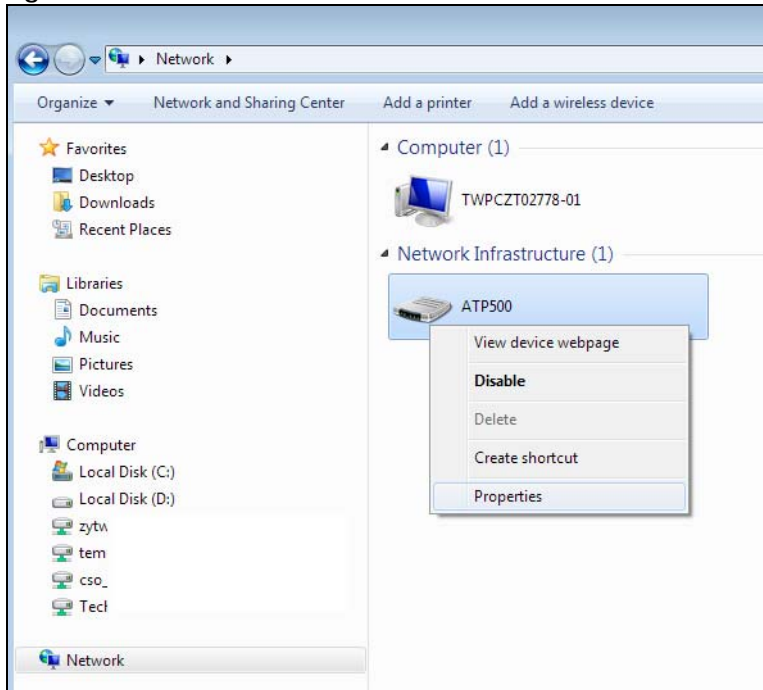 Network
Organize
Network and Sharing Center
Add a printer
Add a wireless device
Favorites
Desktop
Downloads
Recent Places
Libraries
Documents
Music
Pictures
Videos
Computer
Local Disk (C:)
Local Disk (D:)
zytw
tem
cso_
Network
Computer (1)
TWPCZT02778-01
Network Infrastructure (1)
ATP500
View device webpage
Disable
Delete
Create shortcut
Properties